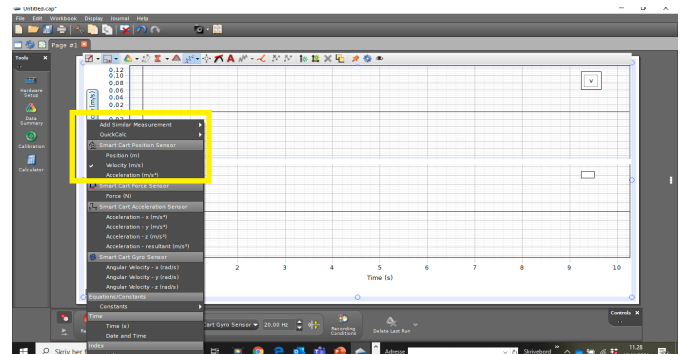 Untitled.cap*
File Edit Workbook Display Journal Help
Page #1
Tools
Hardware Setup
Data Summary
Calibration
Calculator
0.12
0.10
0.08
0.06
0.04
0.02
(m/s)
V
Add Similar Measurement
QuickCalc
Smart Cart Position Sensor
Position (m)
Velocity (m/s)
Acceleration (m/s²)
Smart Cart Force Sensor
Force (N)
Smart Cart Acceleration Sensor
Acceleration - x (m/s²)
Acceleration - y (m/s²)
Acceleration - z (m/s²)
Acceleration - resultant (m/s²)
Smart Cart Gyro Sensor
Angular Velocity - x (rad/s)
Angular Velocity - y (rad/s)
Angular Velocity - z (rad/s)
Equations/Constants
Constants
Time
Time (s)
Date and Time
Index
2 3 4 5 6 7 8 9 10
Time (s)
Controls
Cart Gyro Sensor 20.00 Hz
Recording Conditions
Delete Last Run
Skriv her
Adresse
Skrivebord
11.28